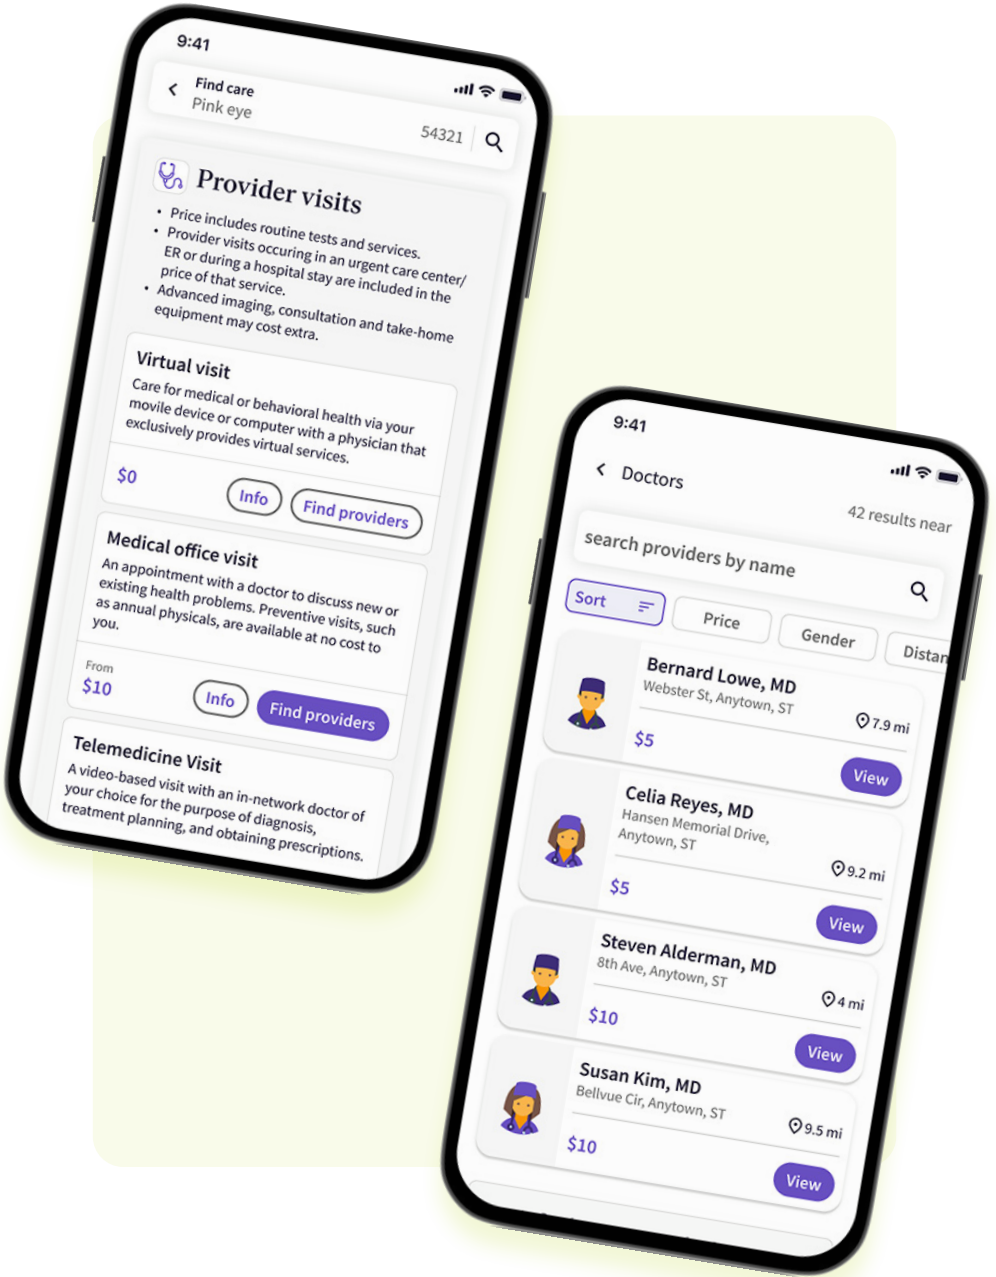 9:41
Find care
Pink eye
54321
Provider visits
• Price includes routine tests and services.
• Provider visits occuring in an urgent care center/
ER or during a hospital stay are included in the
price of that service.
• Advanced imaging, consultation and take-home
equipment may cost extra.
Virtual visit
Care for medical or behavioral health via your
movile device or computer with a physician that
exclusively provides virtual services.
$0
Info
Find providers
Medical office visit
An appointment with a doctor to discuss new or
existing health problems. Preventive visits, such
as annual physicals, are available at no cost to
you.
From
$10
Info
Find providers
Telemedicine Visit
A video-based visit with an in-network doctor of
your choice for the purpose of diagnosis,
treatment planning, and obtaining prescriptions.
9:41
Doctors
42 results near
search providers by name
Sort
Price
Gender
Distan
Bernard Lowe, MD
Webster St, Anytown, ST
7.9 mi
$5
View
Celia Reyes, MD
Hansen Memorial Drive,
Anytown, ST
9.2 mi
$5
View
Steven Alderman, MD
8th Ave, Anytown, ST
4 mi
$10
View
Susan Kim, MD
Bellvue Cir, Anytown, ST
9.5 mi
$10
View